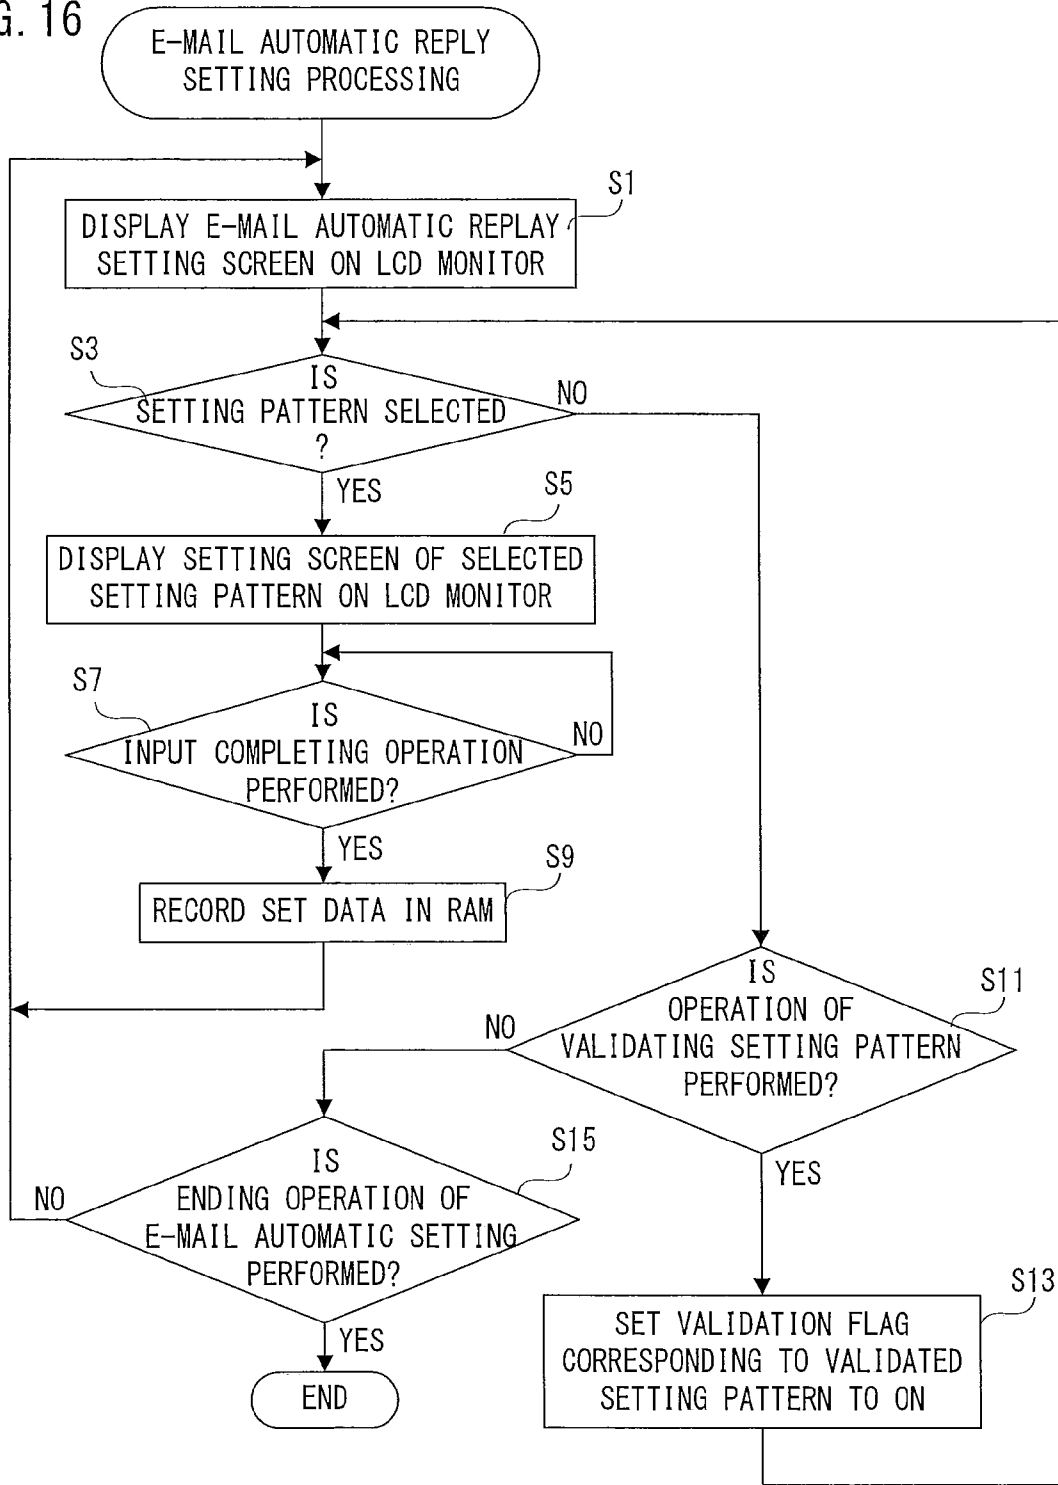 G. 16
E-MAIL AUTOMATIC REPLY
SETTING PROCESSING
S1
DISPLAY E-MAIL AUTOMATIC REPLAY
SETTING SCREEN ON LCD MONITOR
S3
IS
SETTING PATTERN SELECTED
?
NO
YES
S5
DISPLAY SETTING SCREEN OF SELECTED
SETTING PATTERN ON LCD MONITOR
S7
IS
INPUT COMPLETING OPERATION
PERFORMED?
NO
YES
S9
RECORD SET DATA IN RAM
S11
IS
OPERATION OF
VALIDATING SETTING PATTERN
PERFORMED?
NO
YES
S15
IS
ENDING OPERATION OF
E-MAIL AUTOMATIC SETTING
PERFORMED?
NO
YES
END
S13
SET VALIDATION FLAG
CORRESPONDING TO VALIDATED
SETTING PATTERN TO ON